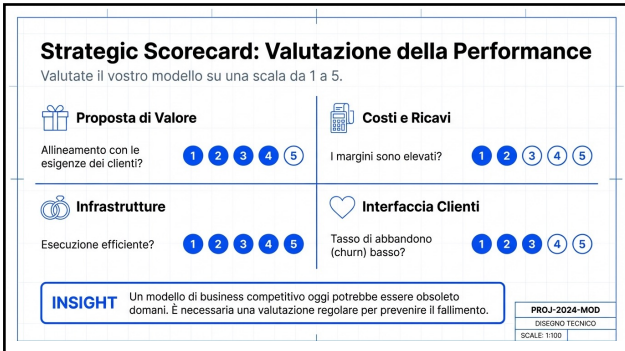 Strategic Scorecard: Valutazione della Performance
Valutate il vostro modello su una scala da 1 a 5.
Proposta di Valore
Allineamento con le
esigenze dei clienti?
1 2 3 4 5
Costi e Ricavi
I margini sono elevati?
1 2 3 4 5
Infrastrutture
Esecuzione efficiente?
1 2 3 4 5
Interfaccia Clienti
Tasso di abbandono
(churn) basso?
1 2 3 4 5
INSIGHT
Un modello di business competitivo oggi potrebbe essere obsoleto
domani. È necessaria una valutazione regolare per prevenire il fallimento.
PROJ-2024-MOD
DISEGNO TECNICO
SCALE: 1:100